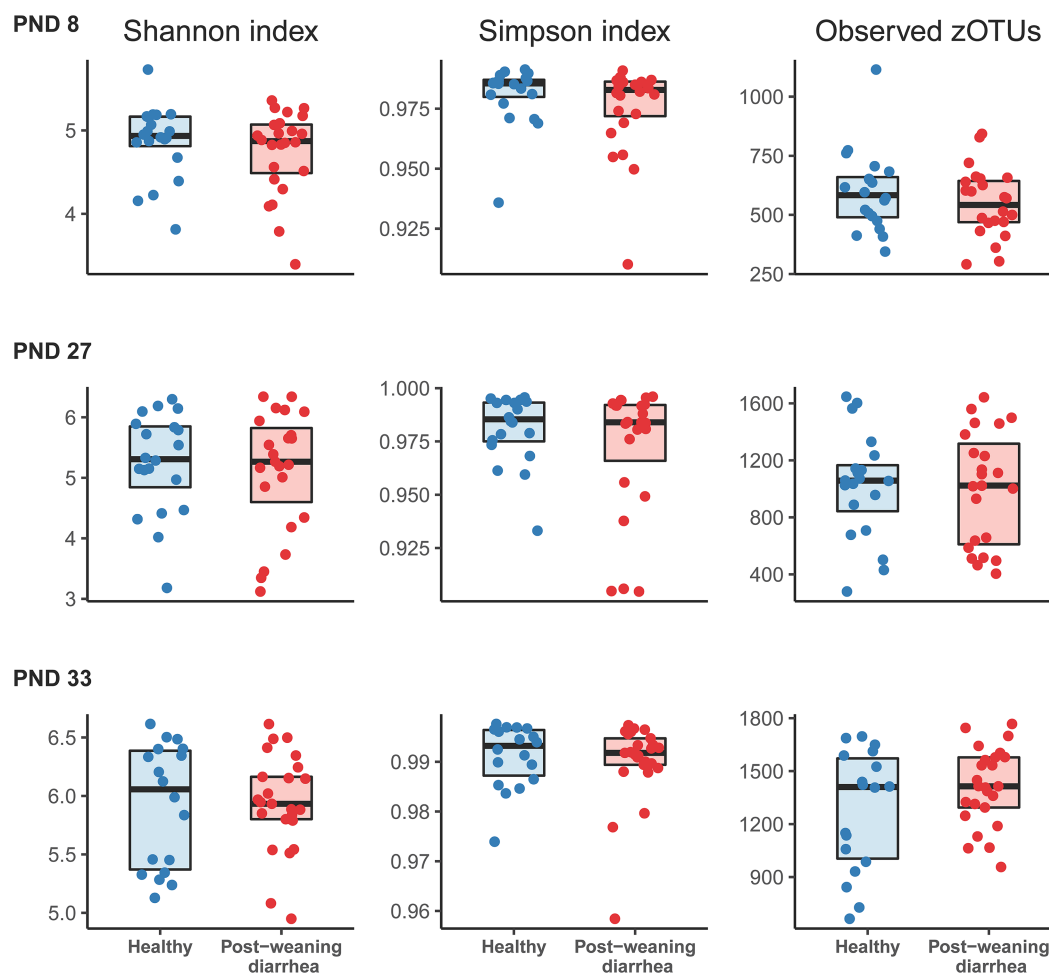 PND 8
Shannon index
Simpson index
Observed zOTUs
5
4
0.975
0.950
0.925
1000
750
500
250
PND 27
6
5
4
3
1.000
0.975
0.950
0.925
1600
1200
800
400
PND 33
6.5
6.0
5.5
5.0
0.99
0.98
0.97
0.96
1800
1500
1200
900
Healthy
Post−weaning
diarrhea
Healthy
Post−weaning
diarrhea
Healthy
Post−weaning
diarrhea